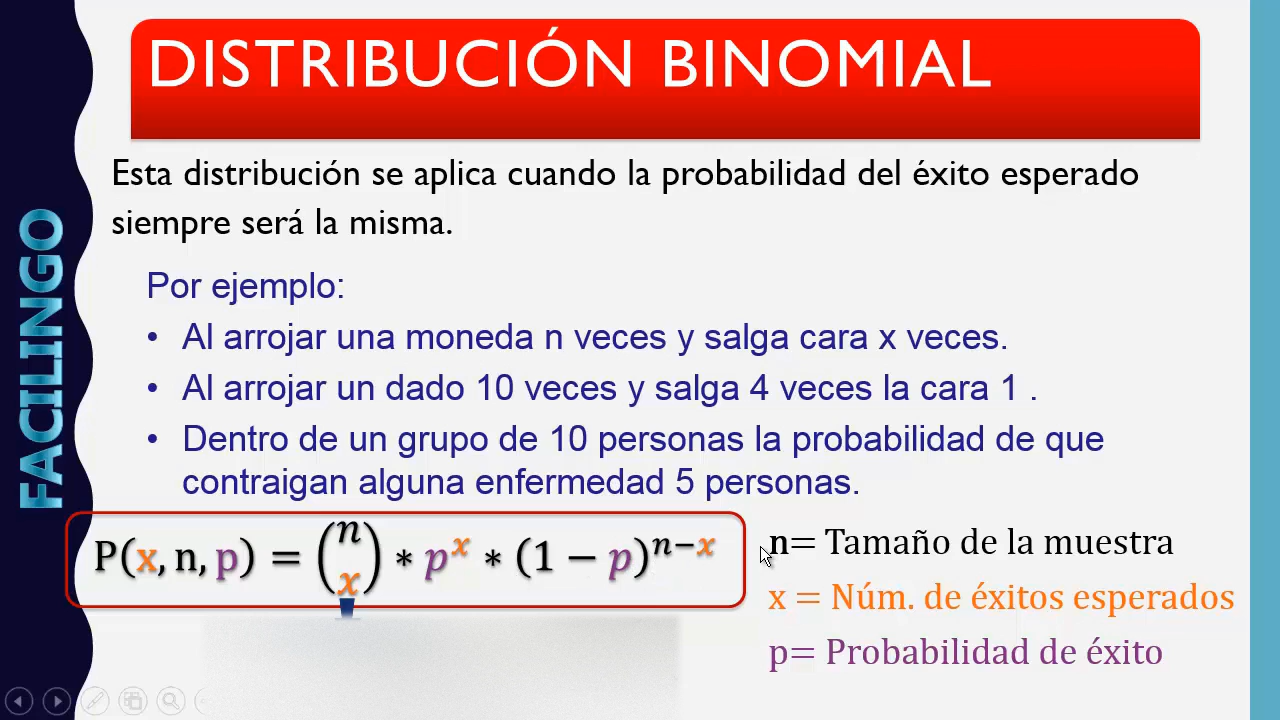 DISTRIBUCIÓN BINOMIAL
Esta distribución se aplica cuando la probabilidad del éxito esperado
siempre será la misma.
Por ejemplo:
• Al arrojar una moneda n veces y salga cara x veces.
• Al arrojar un dado 10 veces y salga 4 veces la cara 1 .
• Dentro de un grupo de 10 personas la probabilidad de que
contraigan alguna enfermedad 5 personas.
P(x, n, p) = (n x) * p^x * (1 − p)^{n−x}
n= Tamaño de la muestra
x = Núm. de éxitos esperados
p= Probabilidad de éxito
FACILINGO